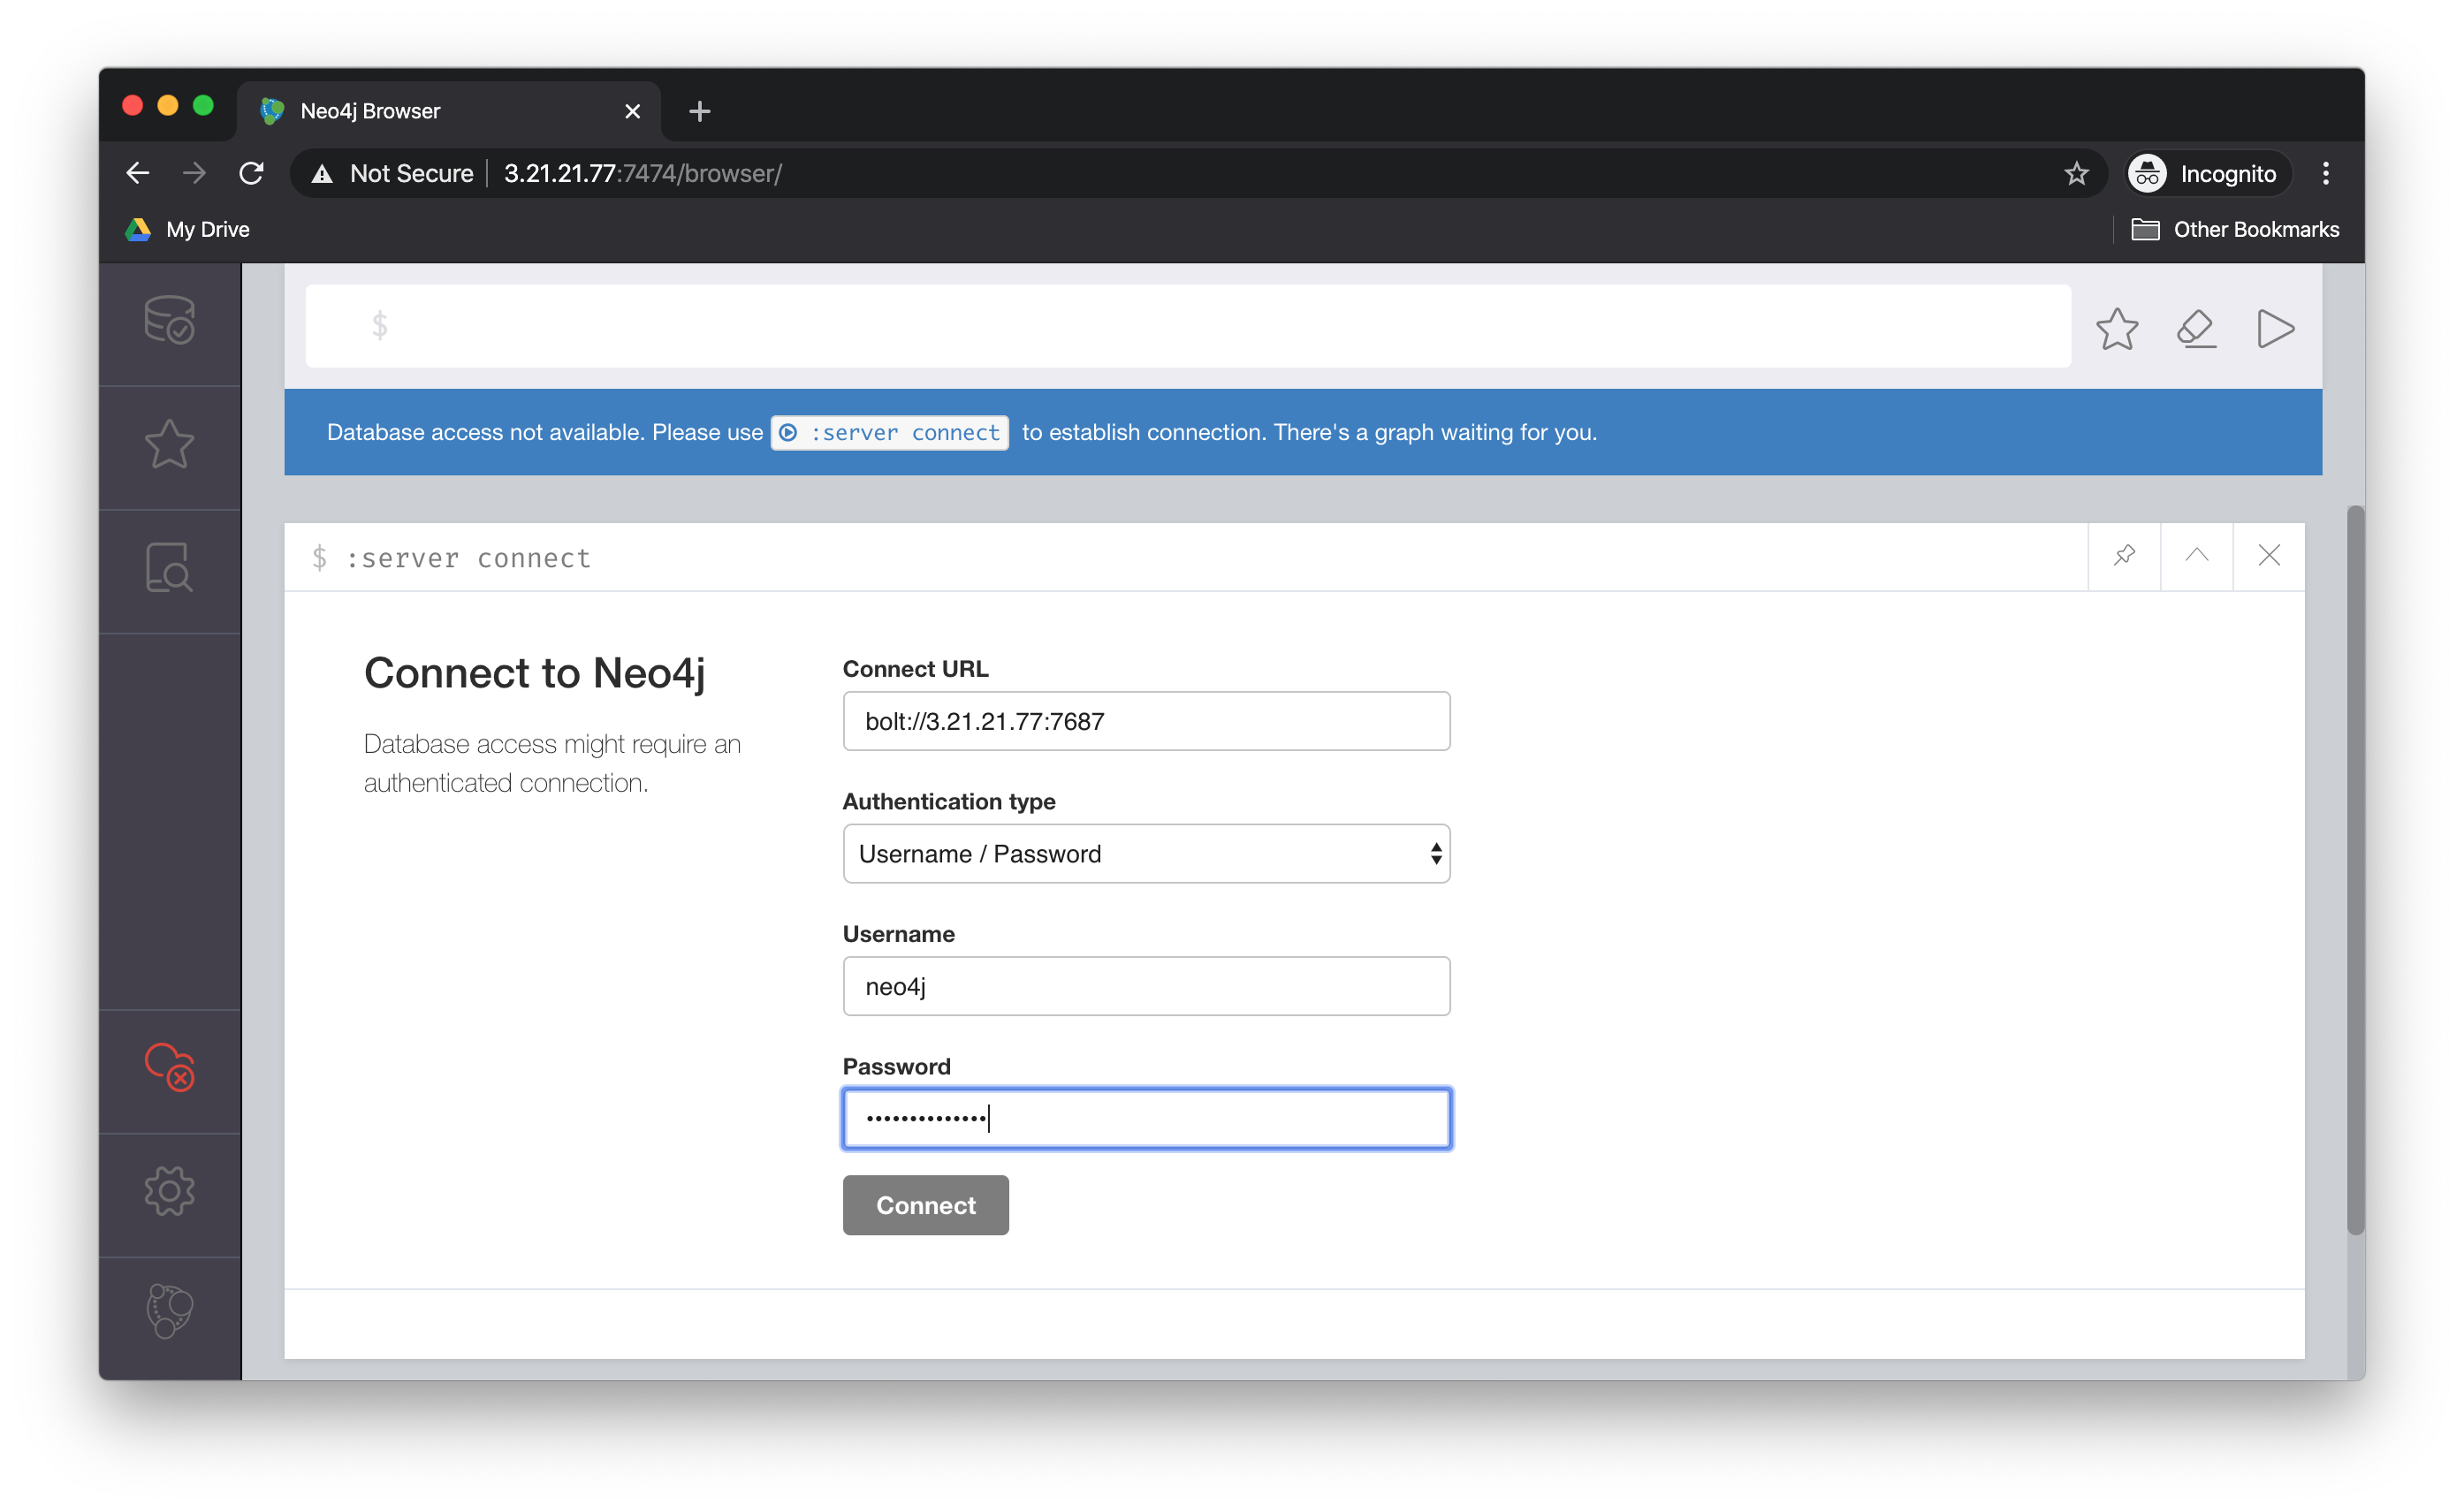 Neo4j Browser
Not Secure 3.21.21.77:7474/browser/
Incognito
My Drive
Other Bookmarks
$
Database access not available. Please use :server connect to establish connection. There's a graph waiting for you.
$ :server connect
Connect to Neo4j
Database access might require an
authenticated connection.
Connect URL
bolt://3.21.21.77:7687
Authentication type
Username / Password
Username
neo4j
Password
••••••••••••••
Connect